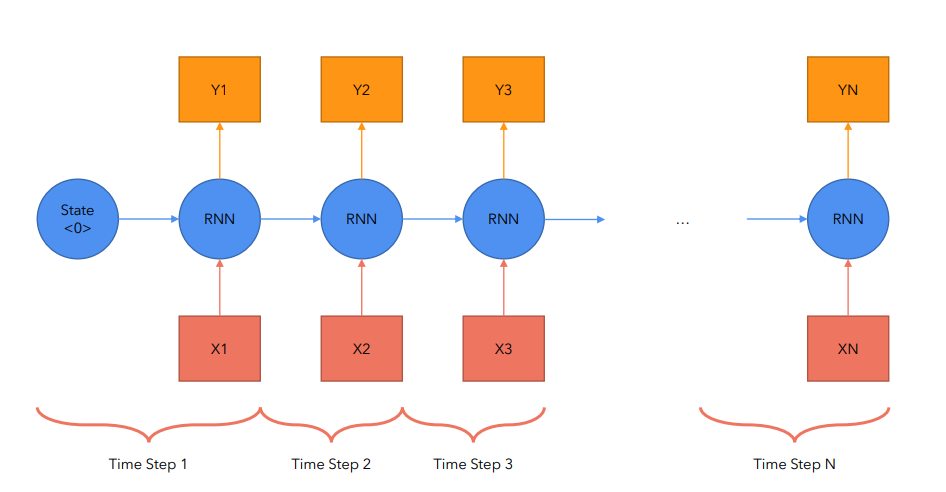 Y1
Y2
Y3
YN
State
<0>
RNN
RNN
RNN
...
RNN
X1
X2
X3
XN
Time Step 1
Time Step 2
Time Step 3
Time Step N